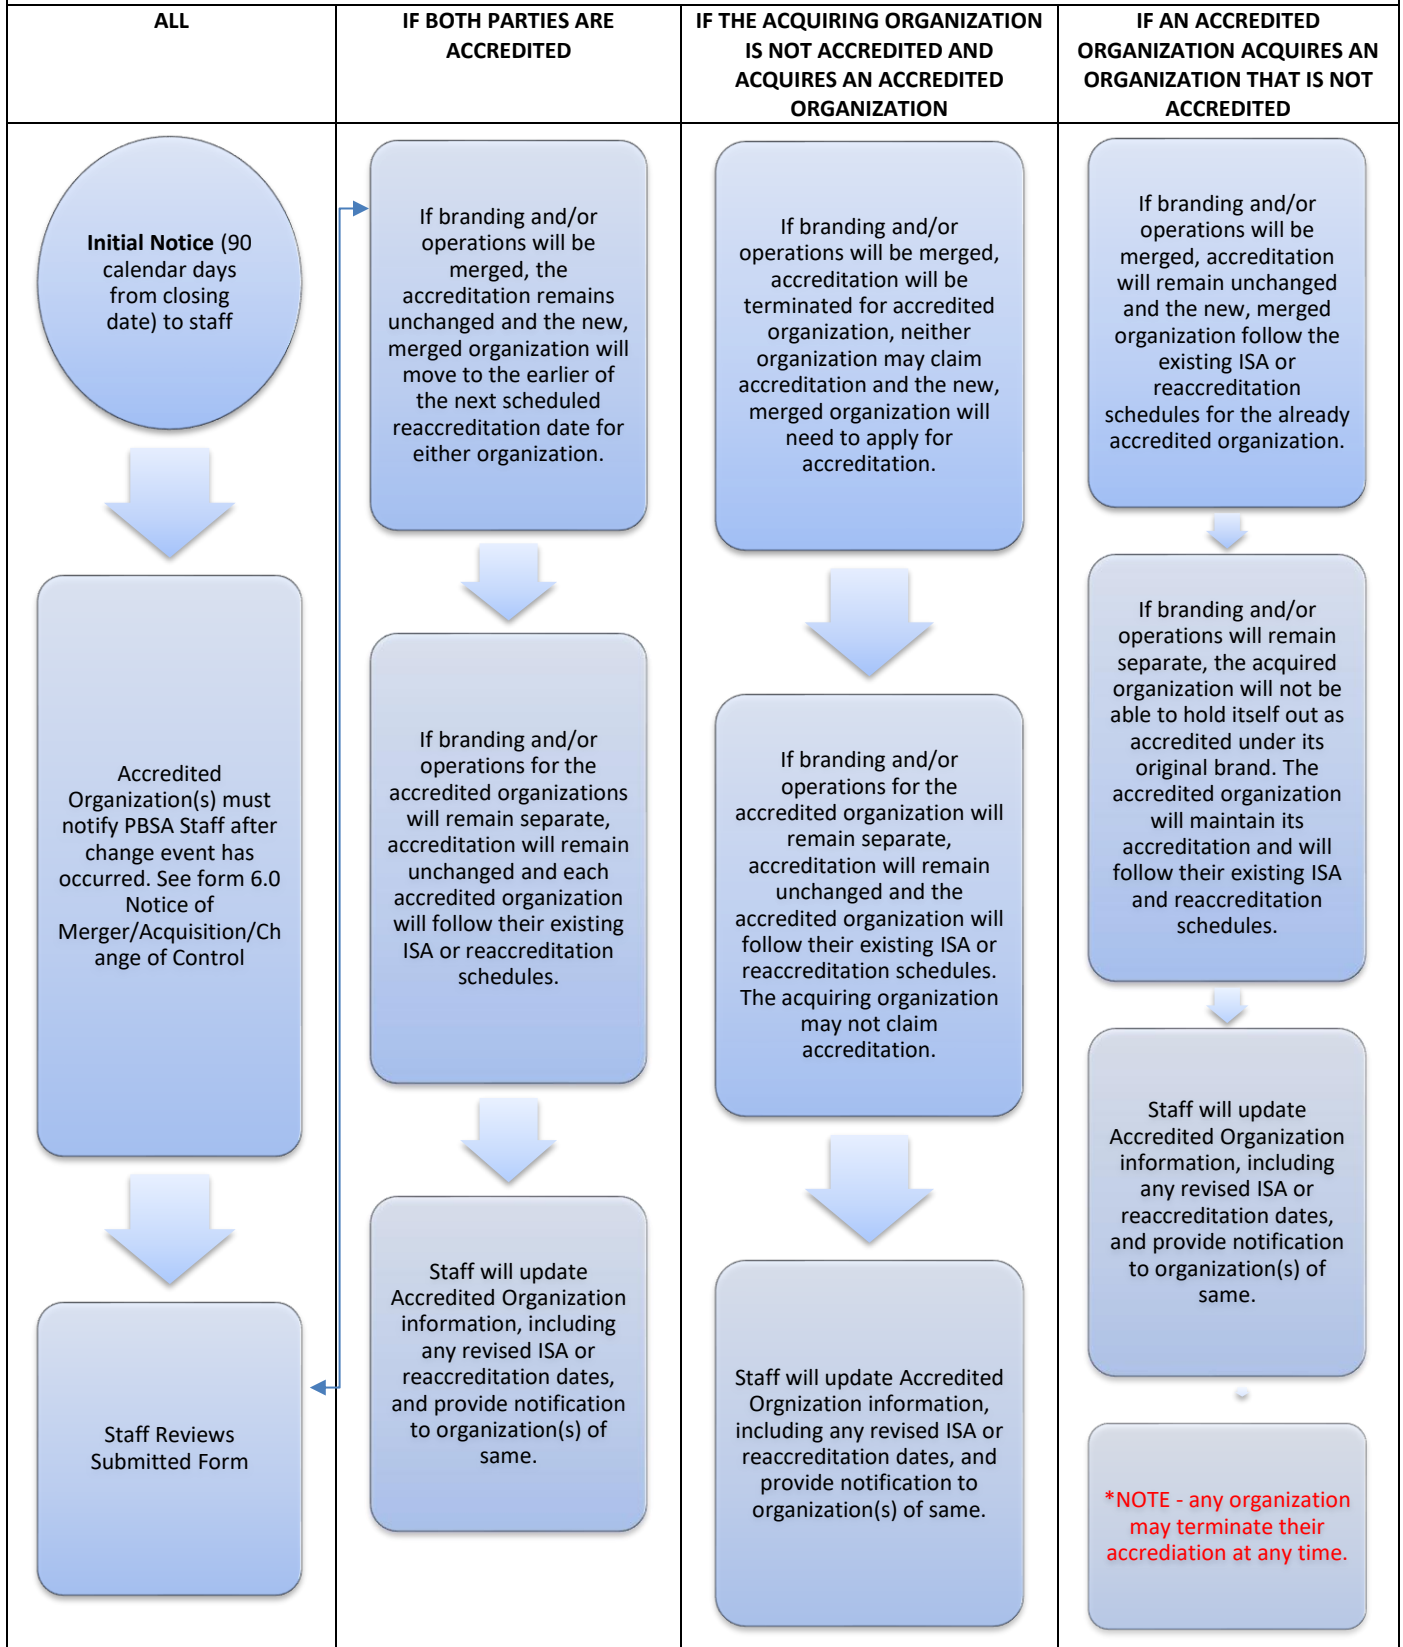 ALL
IF BOTH PARTIES ARE
ACCREDITED
IF THE ACQUIRING ORGANIZATION
IS NOT ACCREDITED AND
ACQUIRES AN ACCREDITED
ORGANIZATION
IF AN ACCREDITED
ORGANIZATION ACQUIRES AN
ORGANIZATION THAT IS NOT
ACCREDITED
Initial Notice (90
calendar days
from closing
date) to staff
Accredited
Organization(s) must
notify PBSA Staff after
change event has
occurred. See form 6.0
Notice of
Merger/Acquisition/Ch
ange of Control
Staff Reviews
Submitted Form
If branding and/or
operations will be
merged, the
accreditation remains
unchanged and the new,
merged organization will
move to the earlier of
the next scheduled
reaccreditation date for
either organization.
If branding and/or
operations for the
accredited organizations
will remain separate,
accreditation will remain
unchanged and each
accredited organization
will follow their existing
ISA or reaccreditation
schedules.
Staff will update
Accredited Organization
information, including
any revised ISA or
reaccreditation dates,
and provide notification
to organization(s) of
same.
If branding and/or
operations will be merged,
accreditation will be
terminated for accredited
organization, neither
organization may claim
accreditation and the new,
merged organization will
need to apply for
accreditation.
If branding and/or
operations for the
accredited organization will
remain separate,
accreditation will remain
unchanged and the
accredited organization will
follow their existing ISA or
reaccreditation schedules.
The acquiring organization
may not claim
accreditation.
Staff will update Accredited
Orgnization information,
including any revised ISA or
reaccreditation dates, and
provide notification to
organization(s) of same.
If branding and/or
operations will be
merged, accreditation
will remain unchanged
and the new, merged
organization follow the
existing ISA or
reaccreditation
schedules for the already
accredited organization.
If branding and/or
operations will remain
separate, the acquired
organization will not be
able to hold itself out as
accredited under its
original brand. The
accredited organization
will maintain its
accreditation and will
follow their existing ISA
and reaccreditation
schedules.
Staff will update
Accredited Organization
information, including
any revised ISA or
reaccreditation dates,
and provide notification
to organization(s) of
same.
*NOTE - any organization
may terminate their
accrediation at any time.